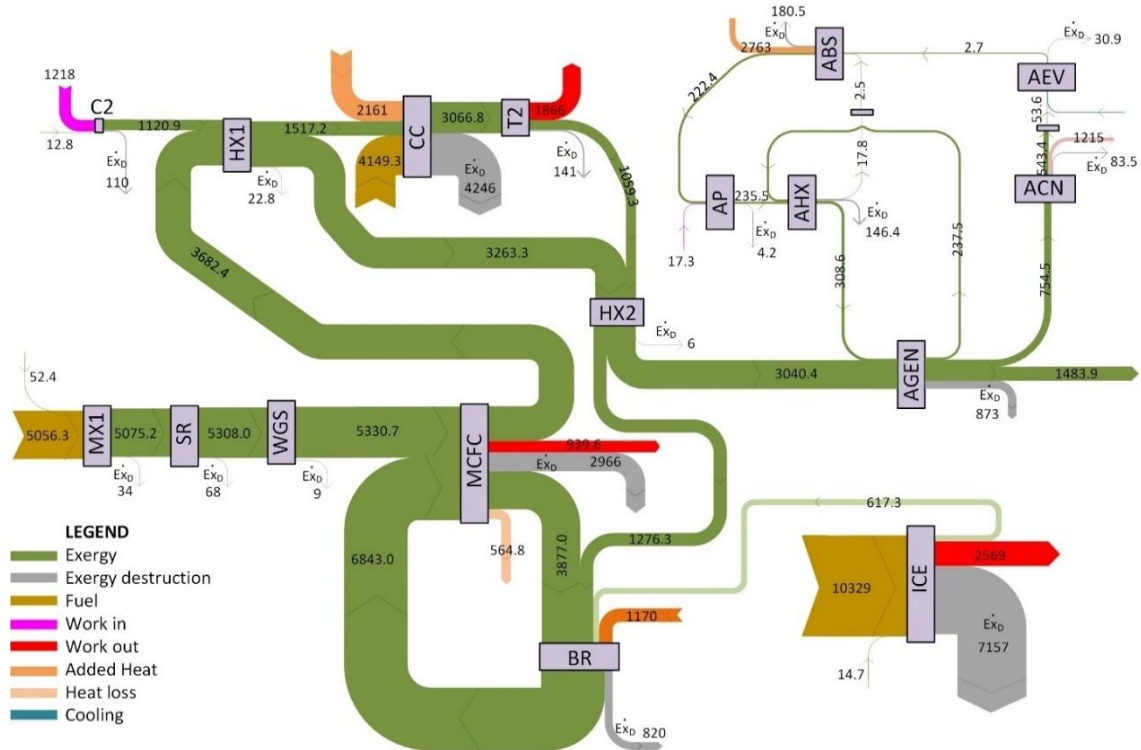 180.5
ĖxD
2763
ABS
ĖxD
30.9
2.7
AEV
1218
C2
12.8
1120.9
ĖxD
110
HX1
1517.2
ĖxD
22.8
2161
4149.3
CC
3066.8
ĖxD
4246
T2
1866
ĖxD
141
1059.3
222.4
2.5
17.8
53.6
543.4
1215
ĖxD
83.5
ACN
AP
235.5
AHX
ĖxD
146.4
ĖxD
4.2
17.3
308.6
237.5
754.5
3682.4
3263.3
HX2
ĖxD
6
3040.4
AGEN
1483.9
ĖxD
873
52.4
5056.3
MX1
5075.2
SR
5308.0
WGS
5330.7
MCFC
939.6
ĖxD
2966
ĖxD
34
ĖxD
68
ĖxD
9
564.8
6843.0
3877.0
1276.3
617.3
1170
BR
ĖxD
820
10329
ICE
2569
ĖxD
7157
14.7
LEGEND
Exergy
Exergy destruction
Fuel
Work in
Work out
Added Heat
Heat loss
Cooling